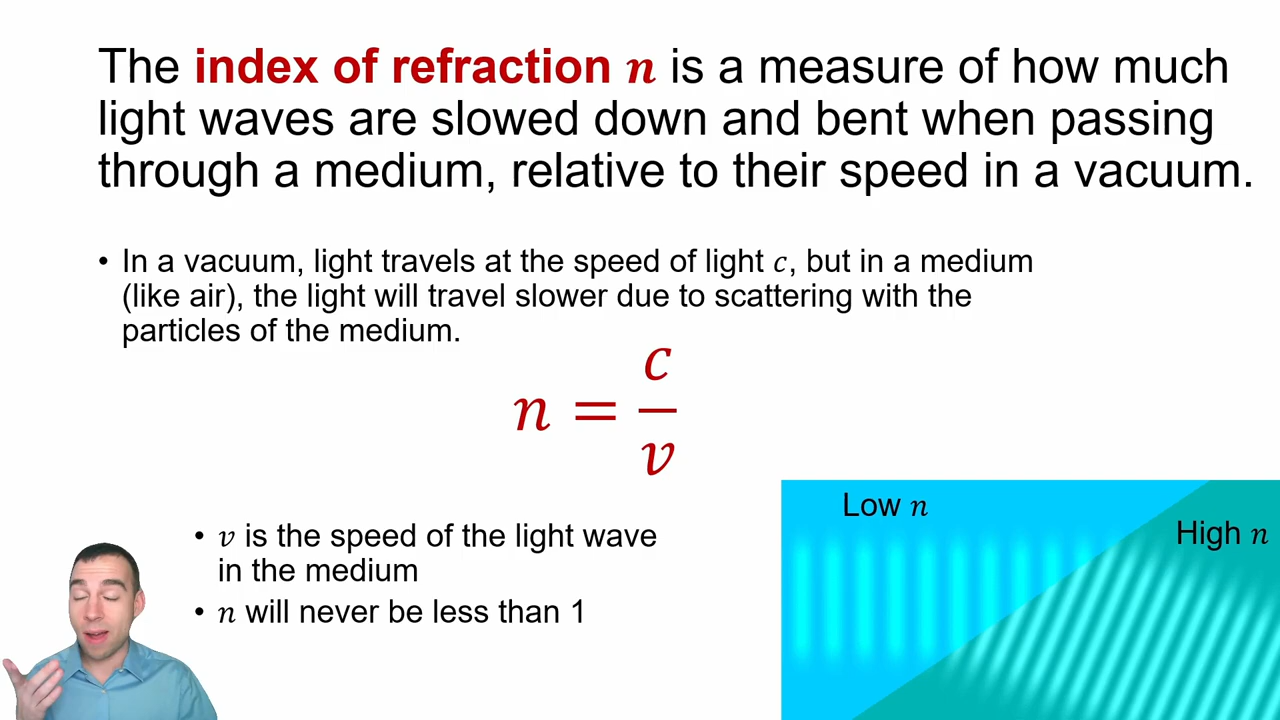 The index of refraction n is a measure of how much
light waves are slowed down and bent when passing
through a medium, relative to their speed in a vacuum.
• In a vacuum, light travels at the speed of light c, but in a medium
(like air), the light will travel slower due to scattering with the
particles of the medium.
n = c/v
• v is the speed of the light wave
in the medium
• n will never be less than 1
Low n
High n